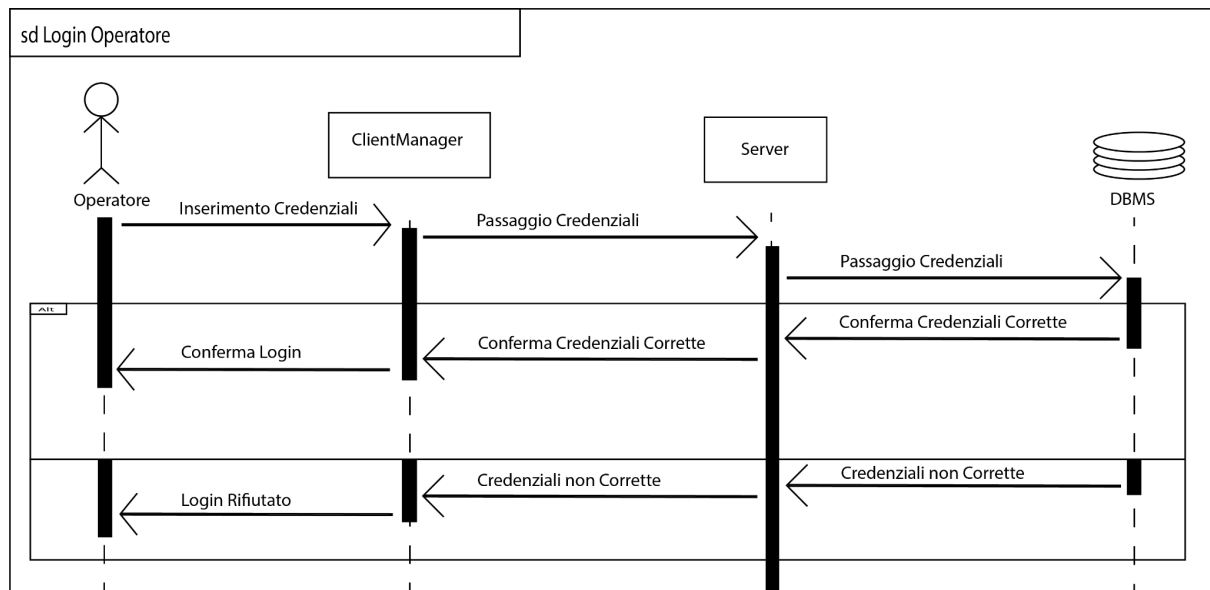 sd Login Operatore
ClientManager
Server
Operatore
DBMS
Inserimento Credenziali
Passaggio Credenziali
Passaggio Credenziali
Alt
Conferma Credenziali Corrette
Conferma Credenziali Corrette
Conferma Login
Credenziali non Corrette
Credenziali non Corrette
Login Rifiutato